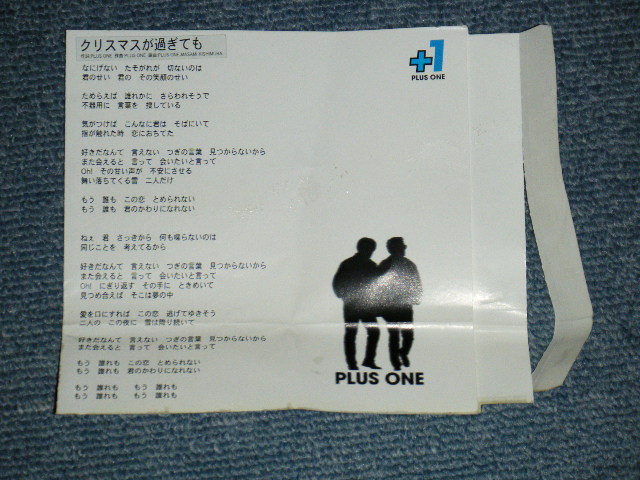 クリスマスが過ぎても
作詞:PLUS ONE 作曲:PLUS ONE 編曲:PLUS ONE・MASAMI KISHIMURA
なにげない たそがれが 切ないのは
君のせい 君の その笑顔のせい
ためらえば 誰れかに さらわれそうで
不器用に 言葉を 捜している
気がつけば こんなに君は そばにいて
指が触れた時 恋におちてた
好きだなんて 言えない つぎの言葉 見つからないから
また会えると 言って 会いたいと言って
Oh! その甘い声が 不安にさせる
舞い落ちてくる雪 二人だけ
もう 誰も この恋 とめられない
もう 誰も 君のかわりになれない
ねぇ 君 さっきから 何も喋らないのは
同じことを 考えてるから
好きだなんて 言えない つぎの言葉 見つからないから
また会えると 言って 会いたいと言って
Oh! にぎり返す その手に ときめいて
見つめ会えば そこは夢の中
愛を口にすれば この恋 逃げてゆきそう
二人の この夜に 雪は降り続いて
好きだなんて 言えない つぎの言葉 見つからないから
また会えると 言って 会いたいと言って
もう 誰れも この恋 とめられない
もう 誰れも 君のかわりになれない
もう 誰れも もう 誰れも
もう 誰れも もう 誰れも
+1
PLUS ONE
PLUS ONE